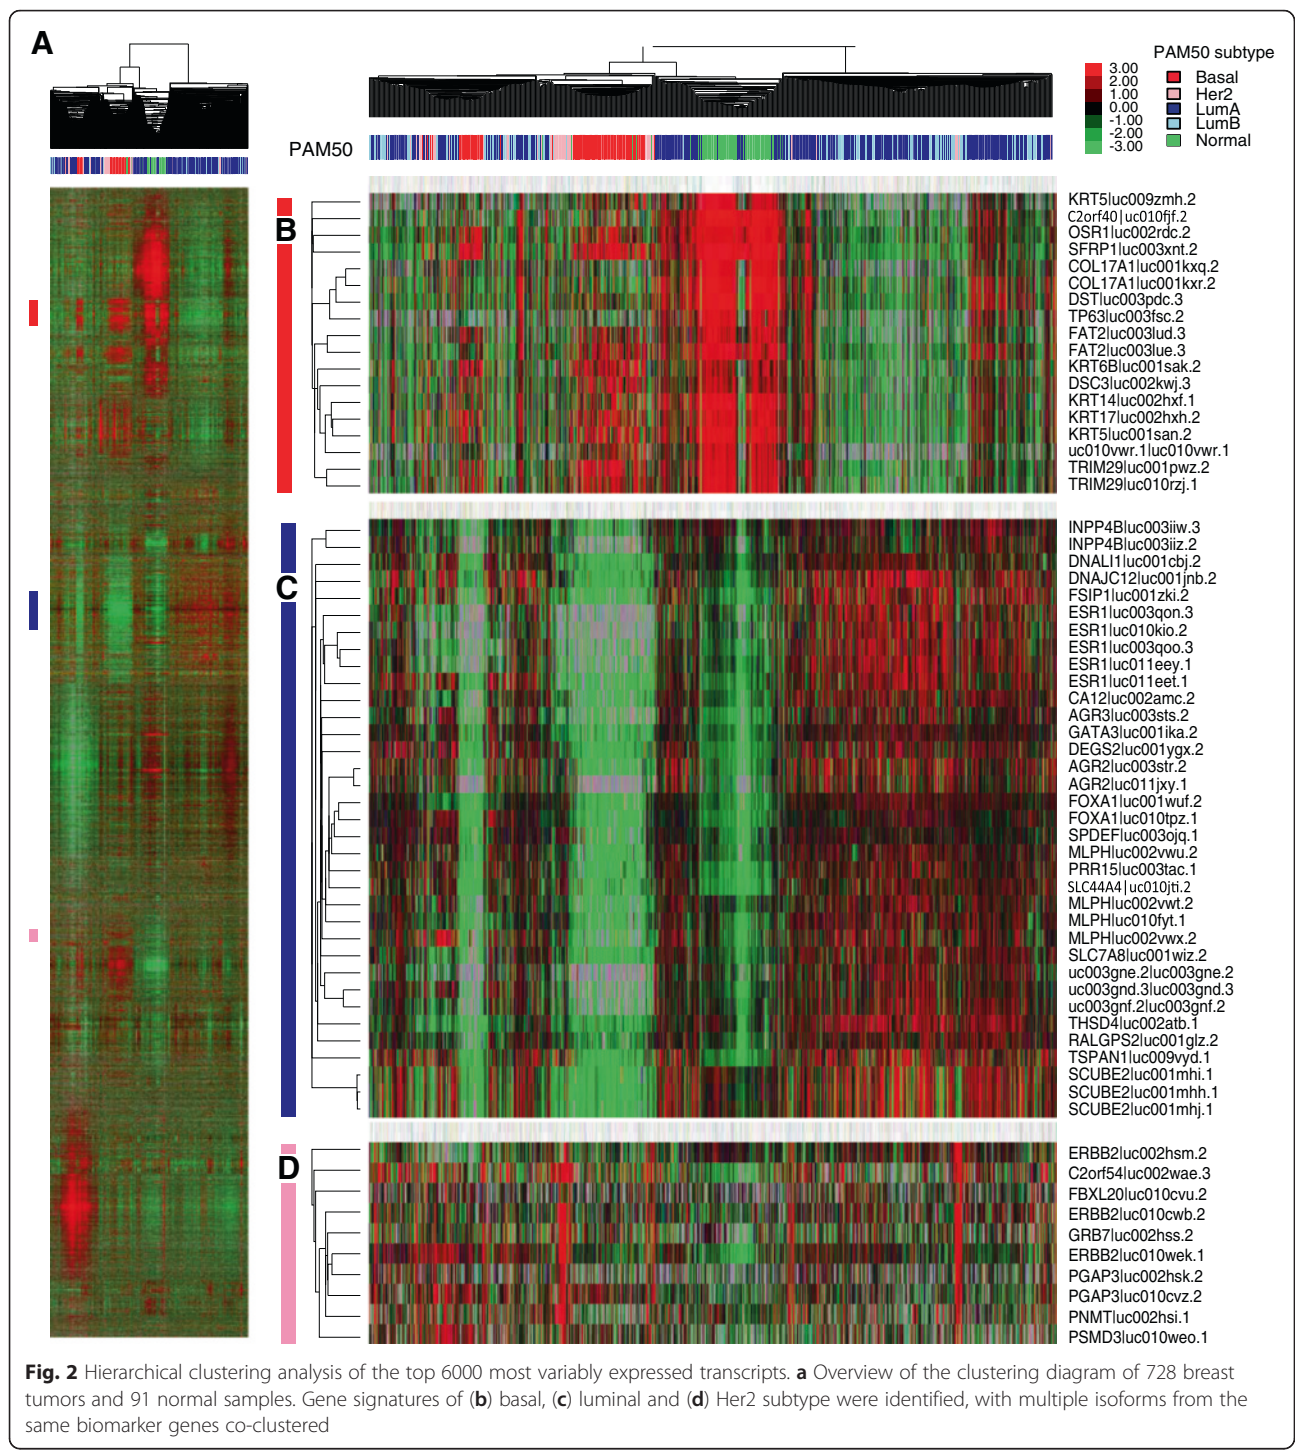 A
PAM50
3.00
2.00
1.00
0.00
-1.00
-2.00
-3.00
PAM50 subtype
Basal
Her2
LumA
LumB
Normal
B
KRT5|uc009zmh.2
C2orf40|uc010fjf.2
OSR1|uc002rdc.2
SFRP1|uc003xnt.2
COL17A1|uc001kxq.2
COL17A1|uc001kxr.2
DST|uc003pdc.3
TP63|uc003fsc.2
FAT2|uc003lud.3
FAT2|uc003lue.3
KRT6B|uc001sak.2
DSC3|uc002kwj.3
KRT14|uc002hxf.1
KRT17|uc002hxh.2
KRT5|uc001san.2
uc010vwr.1|uc010vwr.1
TRIM29|uc001pwz.2
TRIM29|uc010rzj.1
C
INPP4B|uc003iiw.3
INPP4B|uc003iiz.2
DNALI1|uc001cbj.2
DNAJC12|uc001jnb.2
FSIP1|uc001zki.2
ESR1|uc003qon.3
ESR1|uc010kio.2
ESR1|uc003qoo.3
ESR1|uc011eey.1
ESR1|uc011eet.1
CA12|uc002amc.2
AGR3|uc003sts.2
GATA3|uc001ika.2
DEGS2|uc001ygx.2
AGR2|uc003str.2
AGR2|uc011jxy.1
FOXA1|uc001wuf.2
FOXA1|uc010tpz.1
SPDEF|uc003ojq.1
MLPH|uc002vwu.2
PRR15|uc003tac.1
SLC44A4|uc010jti.2
MLPH|uc002vwt.2
MLPH|uc010fyt.1
MLPH|uc002vwx.2
SLC7A8|uc001wiz.2
uc003gne.2|uc003gne.2
uc003gnd.3|uc003gnd.3
uc003gnf.2|uc003gnf.2
THSD4|uc002atb.1
RALGPS2|uc001glz.2
TSPAN1|uc009vyd.1
SCUBE2|uc001mhi.1
SCUBE2|uc001mhh.1
SCUBE2|uc001mhj.1
D
ERBB2|uc002hsm.2
C2orf54|uc002wae.3
FBXL20|uc010cvu.2
ERBB2|uc010cwb.2
GRB7|uc002hss.2
ERBB2|uc010wek.1
PGAP3|uc002hsk.2
PGAP3|uc010cvz.2
PNMT|uc002hsi.1
PSMD3|uc010weo.1
Fig. 2 Hierarchical clustering analysis of the top 6000 most variably expressed transcripts. a Overview of the clustering diagram of 728 breast
tumors and 91 normal samples. Gene signatures of (b) basal, (c) luminal and (d) Her2 subtype were identified, with multiple isoforms from the
same biomarker genes co-clustered